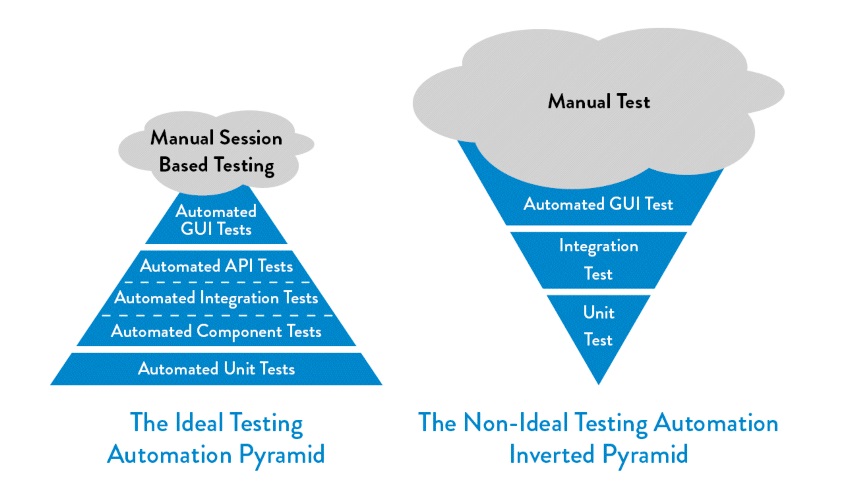 Manual Session
Based Testing
Automated
GUI Tests
Automated API Tests
Automated Integration Tests
Automated Component Tests
Automated Unit Tests
The Ideal Testing
Automation Pyramid
Manual Test
Automated GUI Test
Integration
Test
Unit
Test
The Non-Ideal Testing Automation
Inverted Pyramid